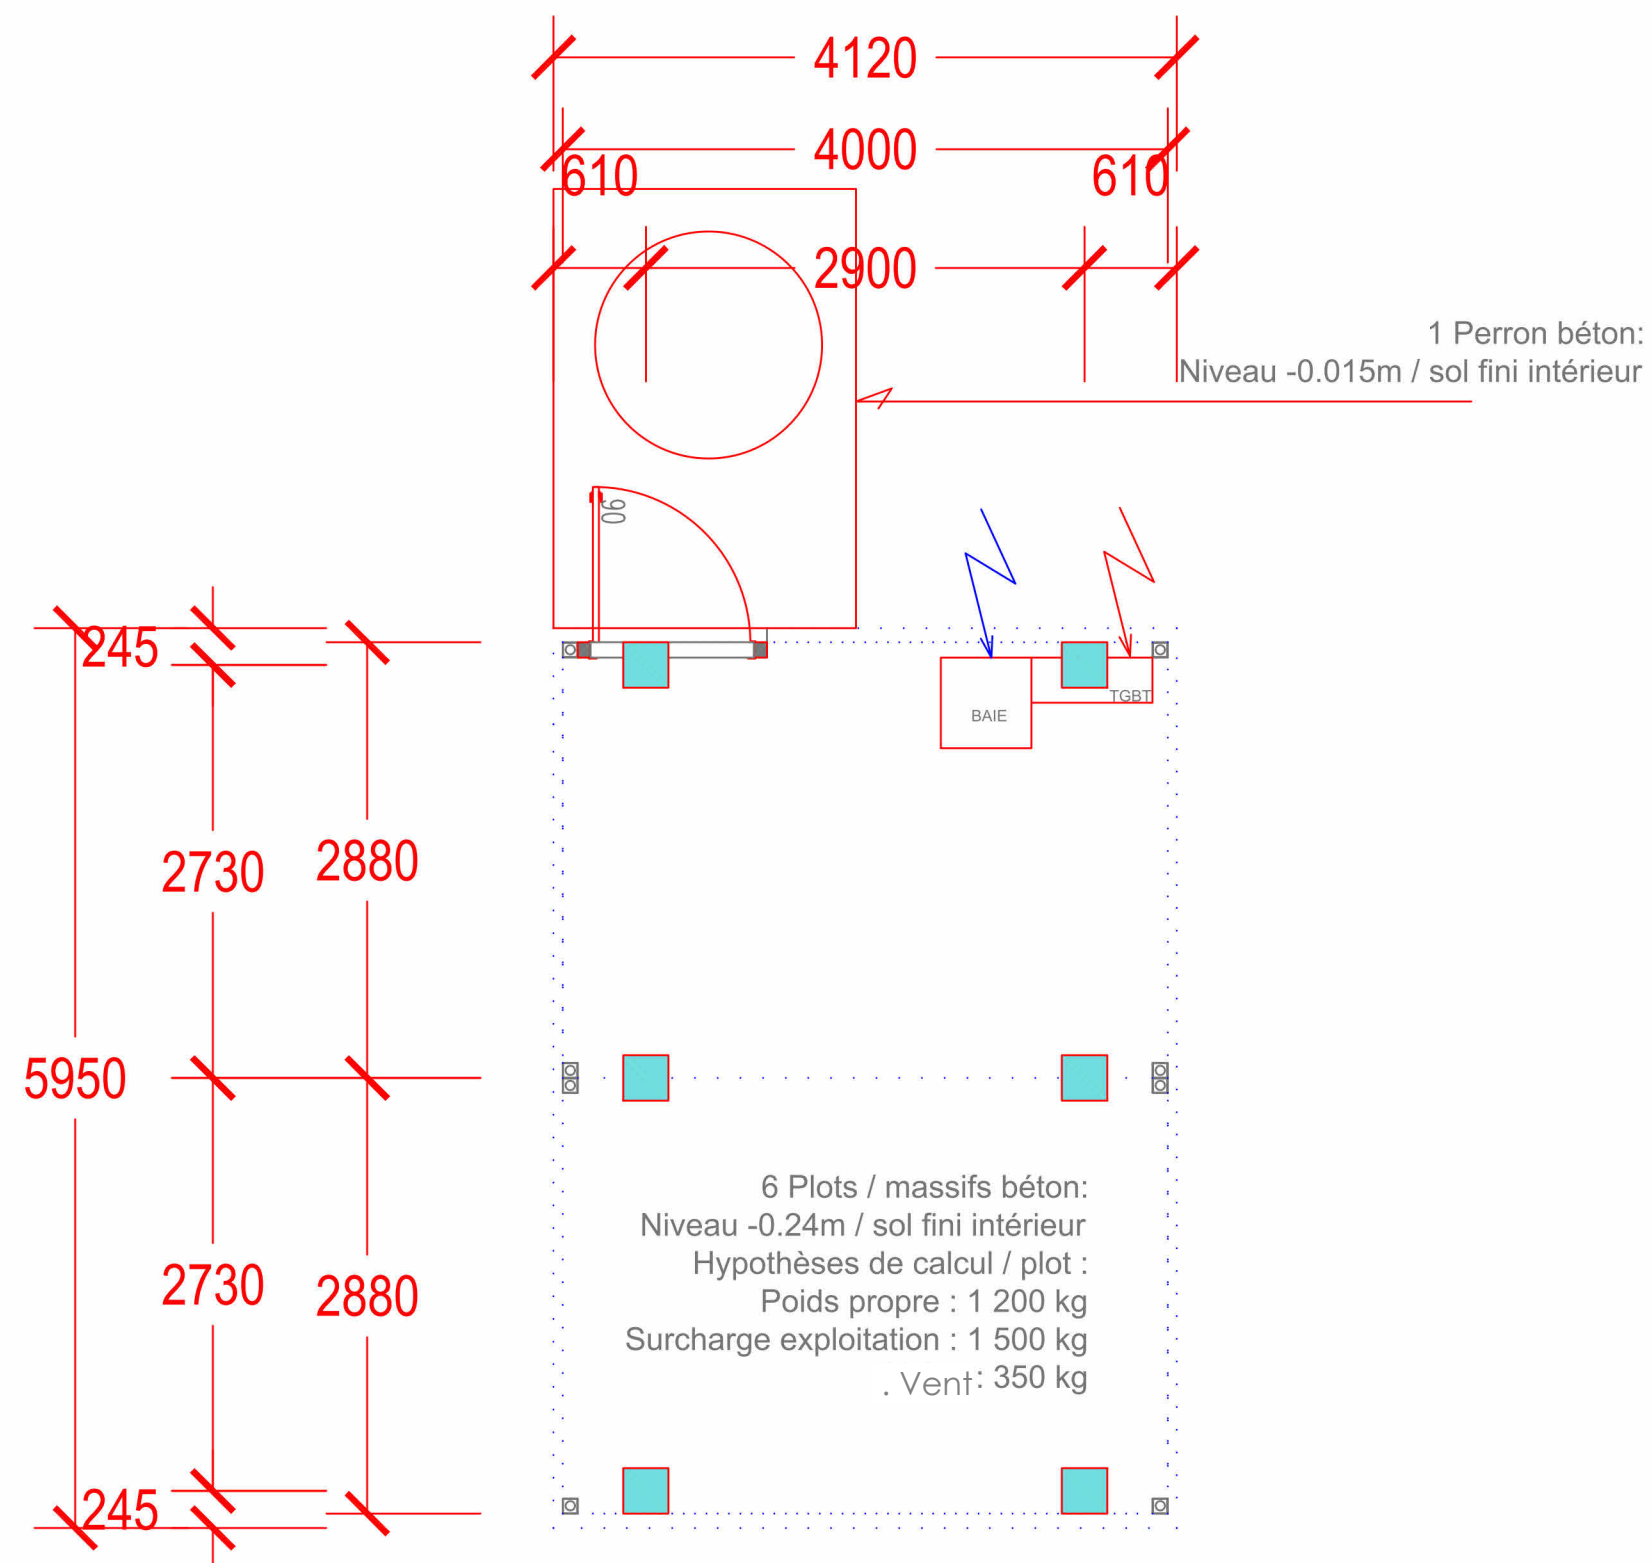 4120
4000
610
610
2900
1 Perron béton:
Niveau -0.015m / sol fini intérieur
90
245
TGBT
BAIE
2730
2880
5950
6 Plots / massifs béton:
Niveau -0.24m / sol fini intérieur
Hypothèses de calcul / plot :
2730
2880
Poids propre : 1 200 kg
Surcharge exploitation : 1 500 kg
. Vent : 350 kg
245